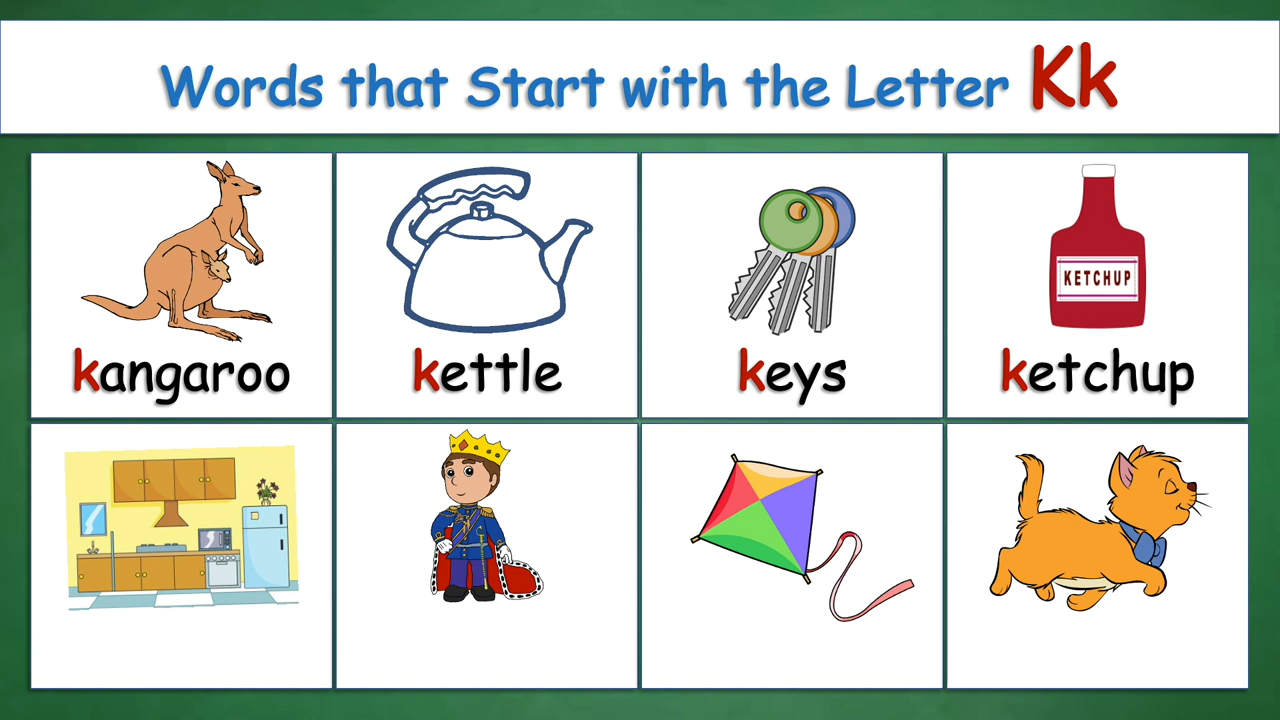 Words that Start with the Letter Kk
KETCHUP
kangaroo
kettle
keys
ketchup